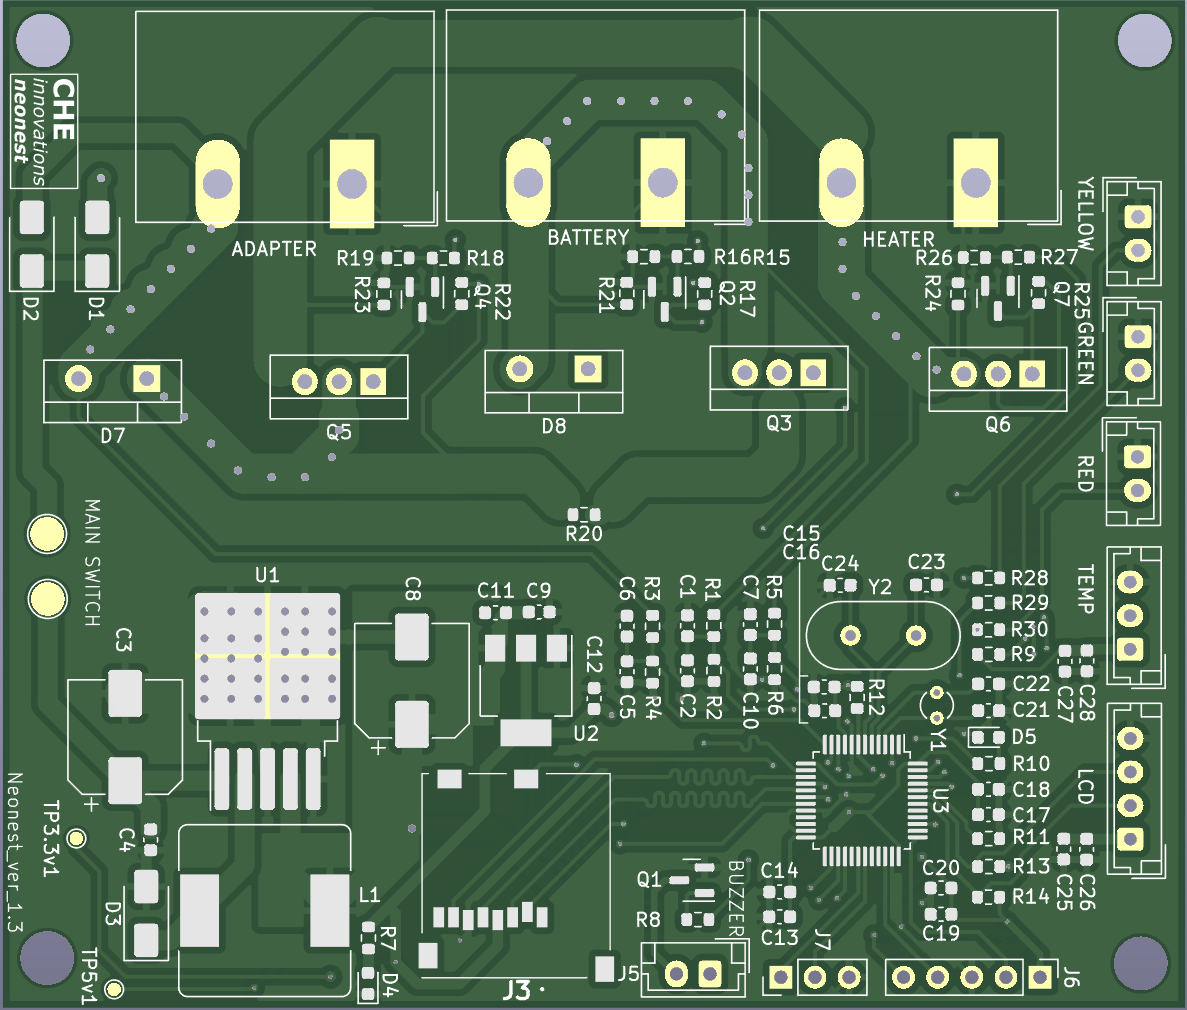 CHE
innovations
neonest
YELLOW
ADAPTER
BATTERY
HEATER
R19
R18
R16R15
R26
R27
R23
Q4
R22
R21
Q2
R17
R24
Q7
R25GREEN
D2
D1
D7
Q5
D8
Q3
Q6
RED
MAIN SWITCH
R20
C15
C16
C24
Y2
C23
U1
C8
C11
C9
C6
R3
C1
R1
C7
R5
R28
R29
R30
R9
TEMP
C3
C12
C5
R4
C2
R2
C10
R6
R12
C22
C21
C27
C28
U2
Y1
D5
R10
C18
C17
R11
R13
R14
LCD
U3
Neonest_ver_1.3
TP3.3v1
C4
D3
L1
R7
D4
TP5v1
J3
Q1
R8
BUZZER
C14
C13
C20
C19
C25
C26
J5
J7
J6